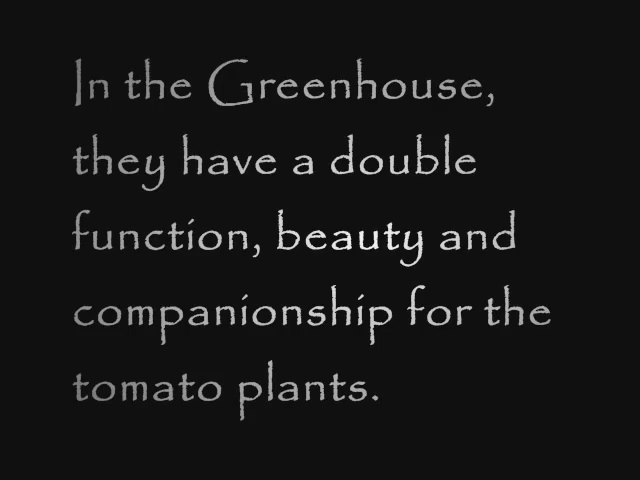 In the Greenhouse,
they have a double
function, beauty and
companionship for the
tomato plants.